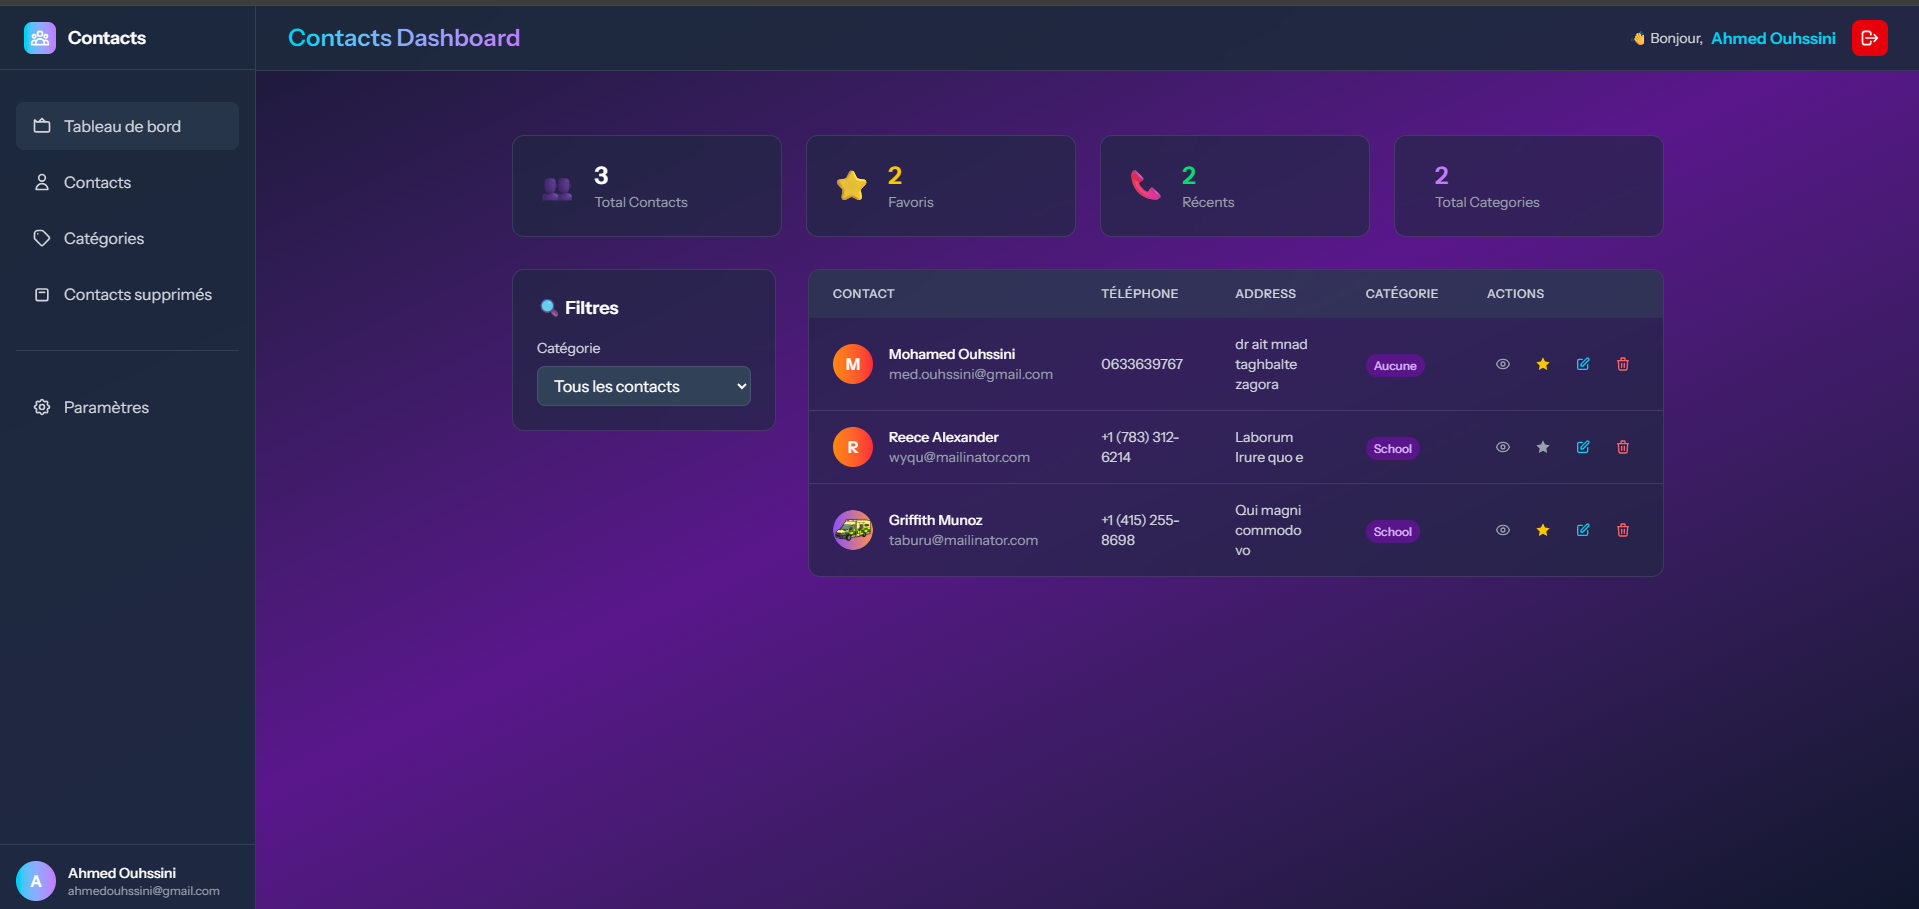 Contacts
Contacts Dashboard
👋 Bonjour, Ahmed Ouhssini
Tableau de bord
Contacts
Catégories
Contacts supprimés
Paramètres
3
Total Contacts
2
Favoris
2
Récents
2
Total Categories
Filtres
Catégorie
Tous les contacts
CONTACT TÉLÉPHONE ADDRESS CATÉGORIE ACTIONS
M
Mohamed Ouhssini
med.ouhssini@gmail.com
0633639767
dr ait mnad
taghbalte
zagora
Aucune
R
Reece Alexander
wyqu@mailinator.com
+1 (783) 312-
6214
Laborum
Irure quo e
School
Griffith Munoz
taburu@mailinator.com
+1 (415) 255-
8698
Qui magni
commodo
vo
School
A
Ahmed Ouhssini
ahmedouhssini@gmail.com